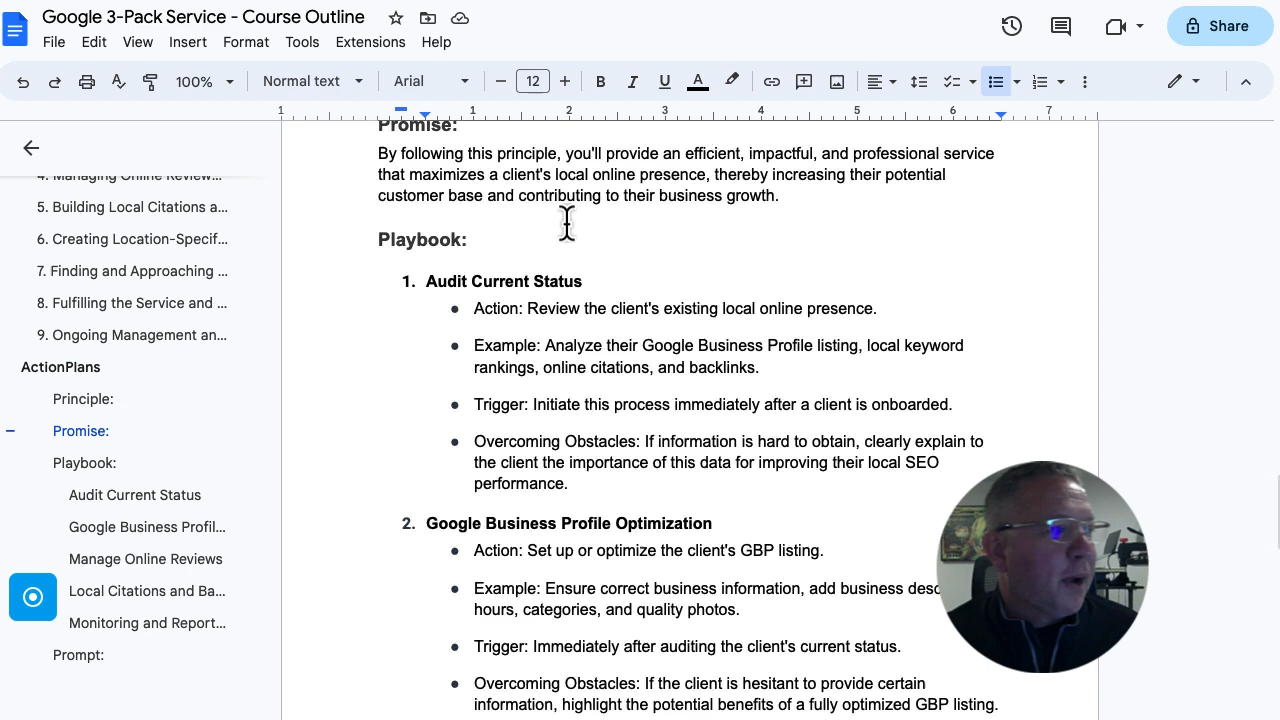 Google 3-Pack Service - Course Outline
File Edit View Insert Format Tools Extensions Help
Share
100% Normal text Arial 12
1 1 2 3 4 5 6 7
4. Managing Online Review...
5. Building Local Citations a...
6. Creating Location-Specif...
7. Finding and Approaching ...
8. Fulfilling the Service and ...
9. Ongoing Management an...
ActionPlans
Principle:
Promise:
Playbook:
Audit Current Status
Google Business Profil...
Manage Online Reviews
Local Citations and Ba...
Monitoring and Report...
Prompt:
Promise:
By following this principle, you'll provide an efficient, impactful, and professional service
that maximizes a client's local online presence, thereby increasing their potential
customer base and contributing to their business growth.
Playbook:
1. Audit Current Status
● Action: Review the client's existing local online presence.
● Example: Analyze their Google Business Profile listing, local keyword
rankings, online citations, and backlinks.
● Trigger: Initiate this process immediately after a client is onboarded.
● Overcoming Obstacles: If information is hard to obtain, clearly explain to
the client the importance of this data for improving their local SEO
performance.
2. Google Business Profile Optimization
● Action: Set up or optimize the client's GBP listing.
● Example: Ensure correct business information, add business desc
hours, categories, and quality photos.
● Trigger: Immediately after auditing the client's current status.
● Overcoming Obstacles: If the client is hesitant to provide certain
information, highlight the potential benefits of a fully optimized GBP listing.